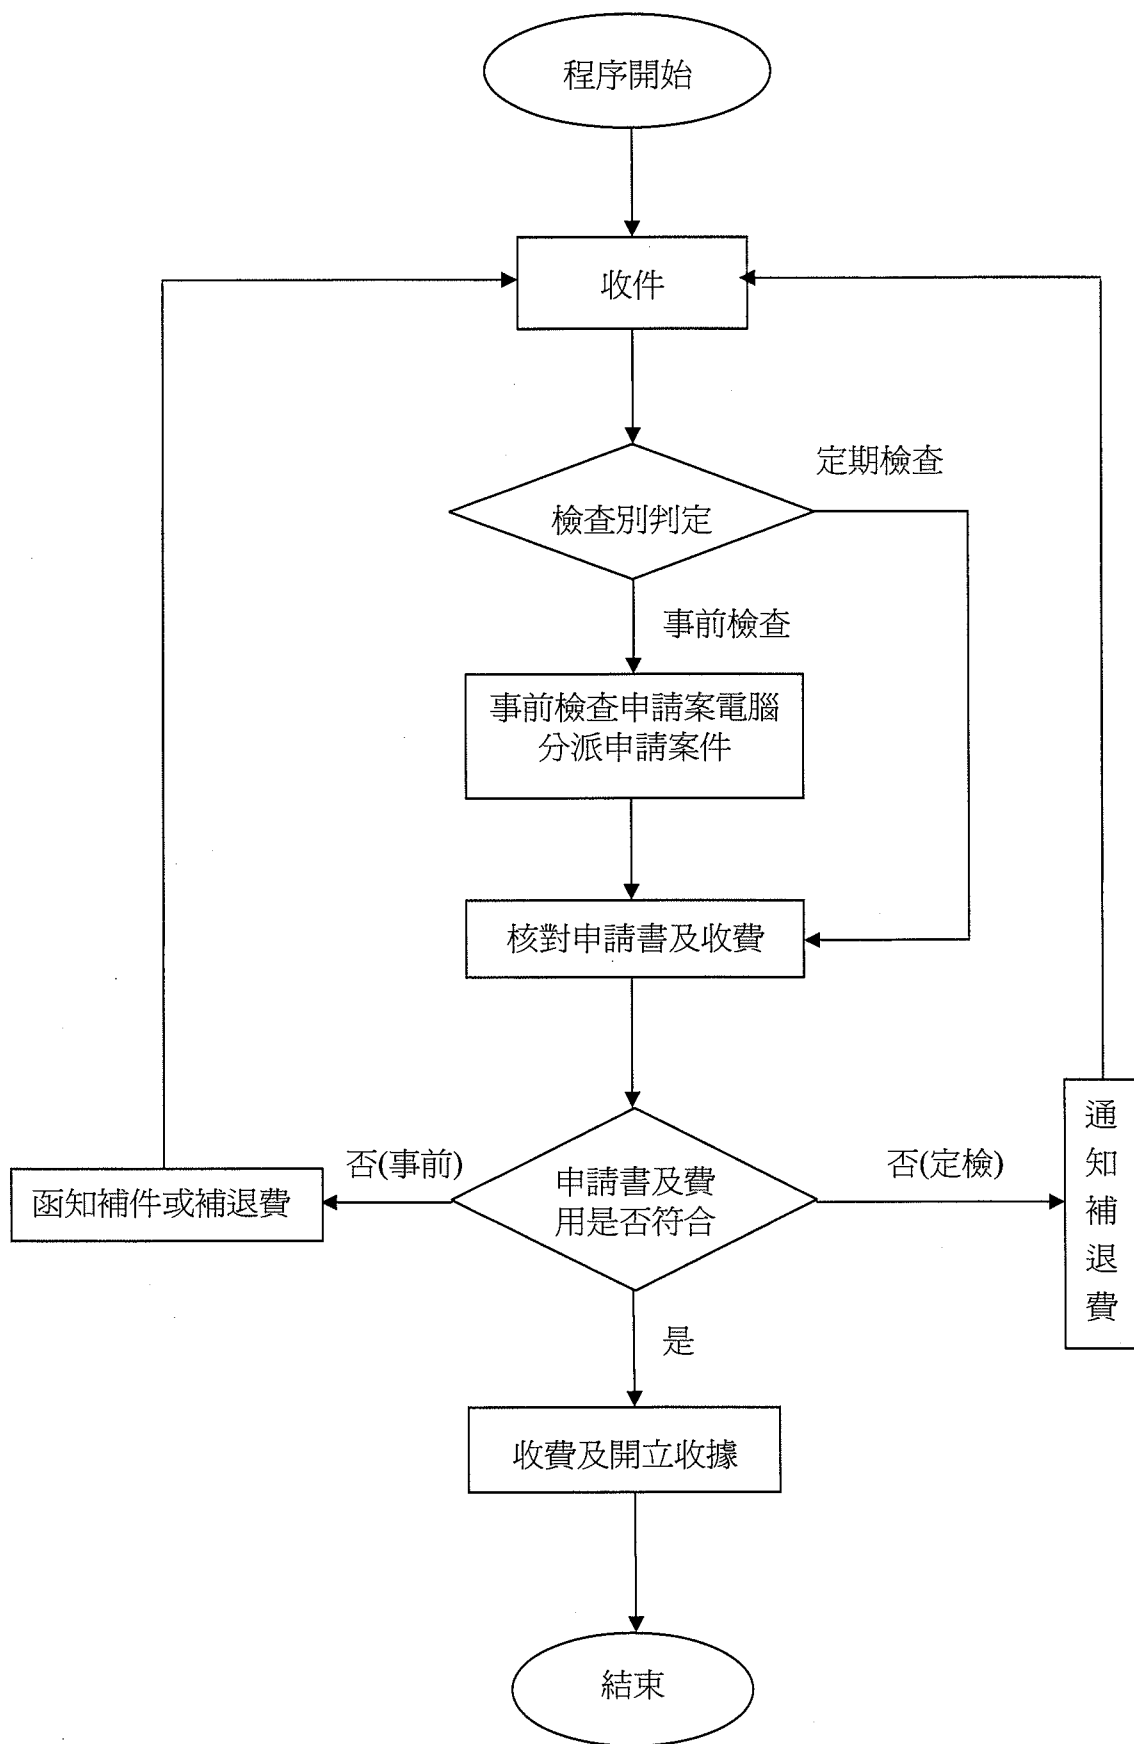 程序開始
收件
定期檢查
檢查別判定
事前檢查
事前檢查申請案電腦
分派申請案件
核對申請書及收費
否(事前)
申請書及費
用是否符合
否(定檢)
函知補件或補退費
通
知
補
退
費
是
收費及開立收據
結束